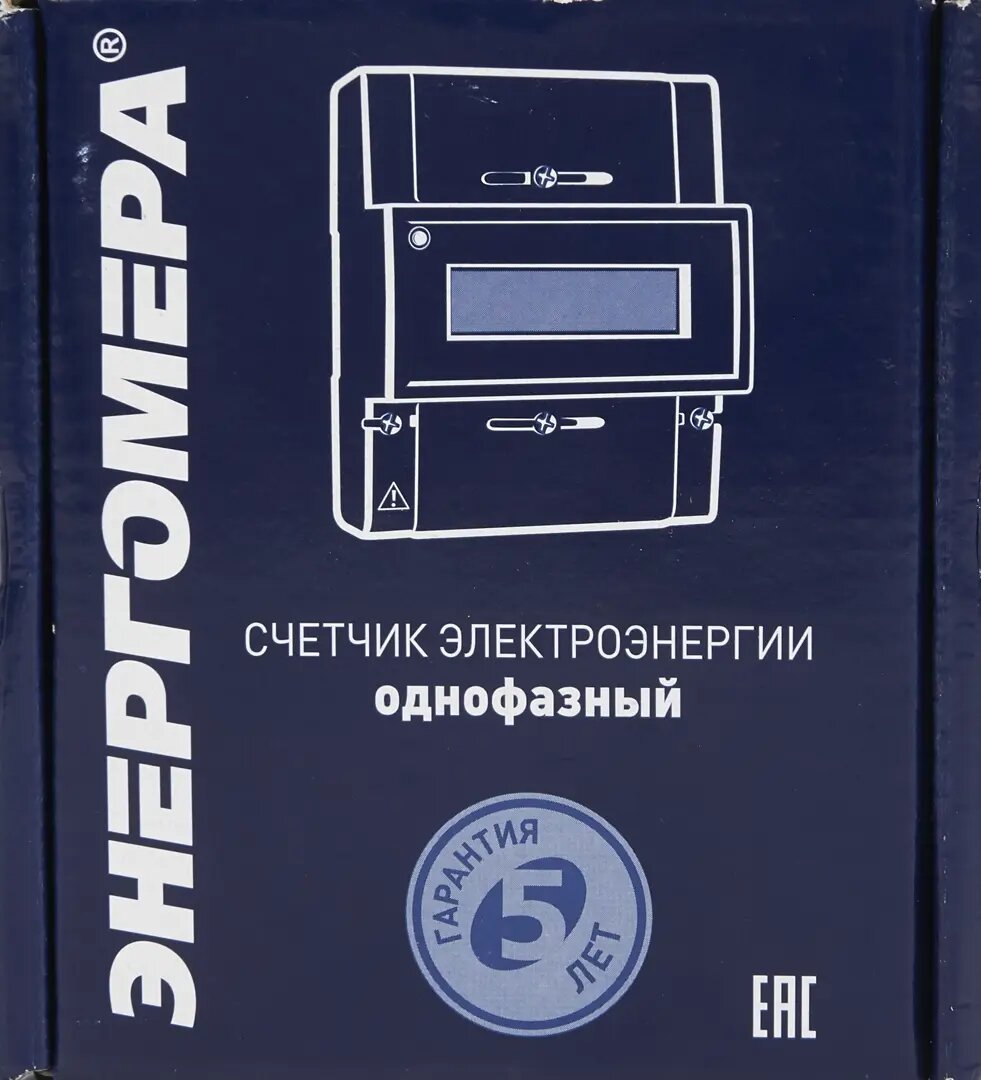 ЭНЕРГОМЕРА®
СЧЕТЧИК ЭЛЕКТРОЭНЕРГИИ
однофазный
ГАРАНТИЯ
5
ЛЕТ
EAC